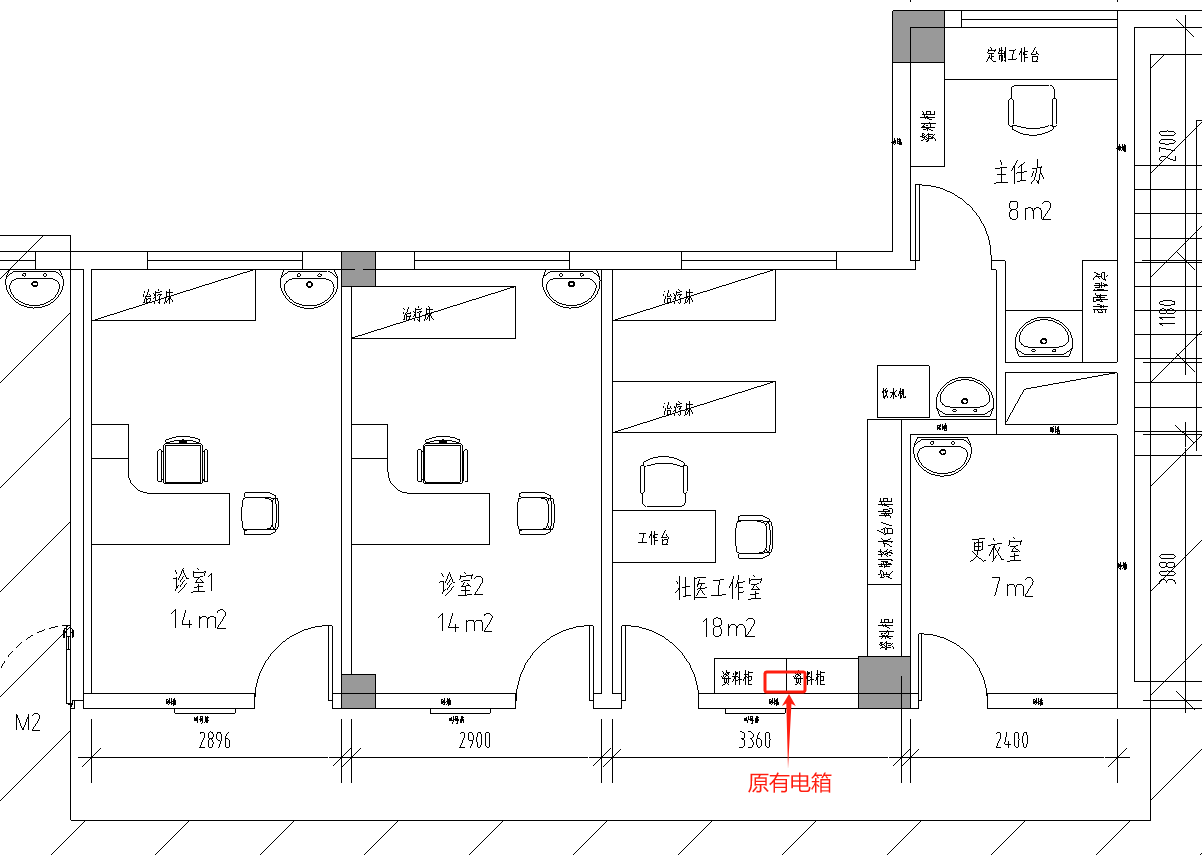 定制工作台
资料柜
主任办
8m2
2700
定制地柜
1180
治疗床
治疗床
治疗床
治疗床
饮水机
工作台
定制茶水台/地柜
资料柜
更衣室
7m2
3080
诊室1
14m2
诊室2
14m2
壮医工作室
18m2
资料柜
资料柜
M2
2896
2900
3360
2400
原有电箱